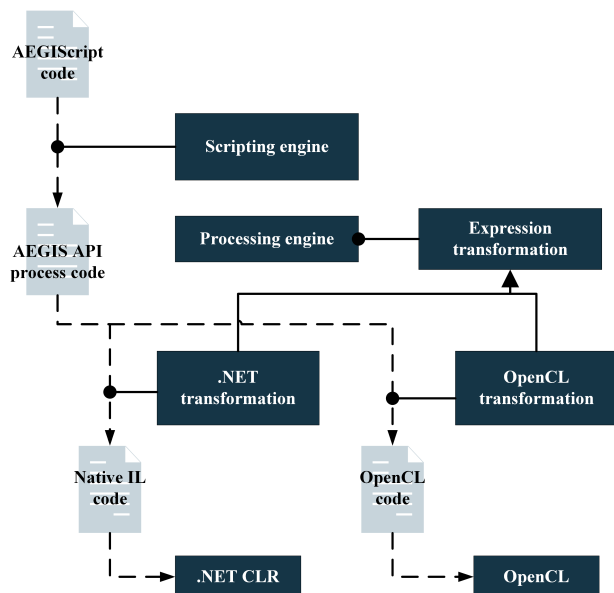 AEGIScript
code
Scripting engine
AEGIS API
process code
Processing engine
Expression
transformation
.NET
transformation
OpenCL
transformation
Native IL
code
OpenCL
code
.NET CLR
OpenCL